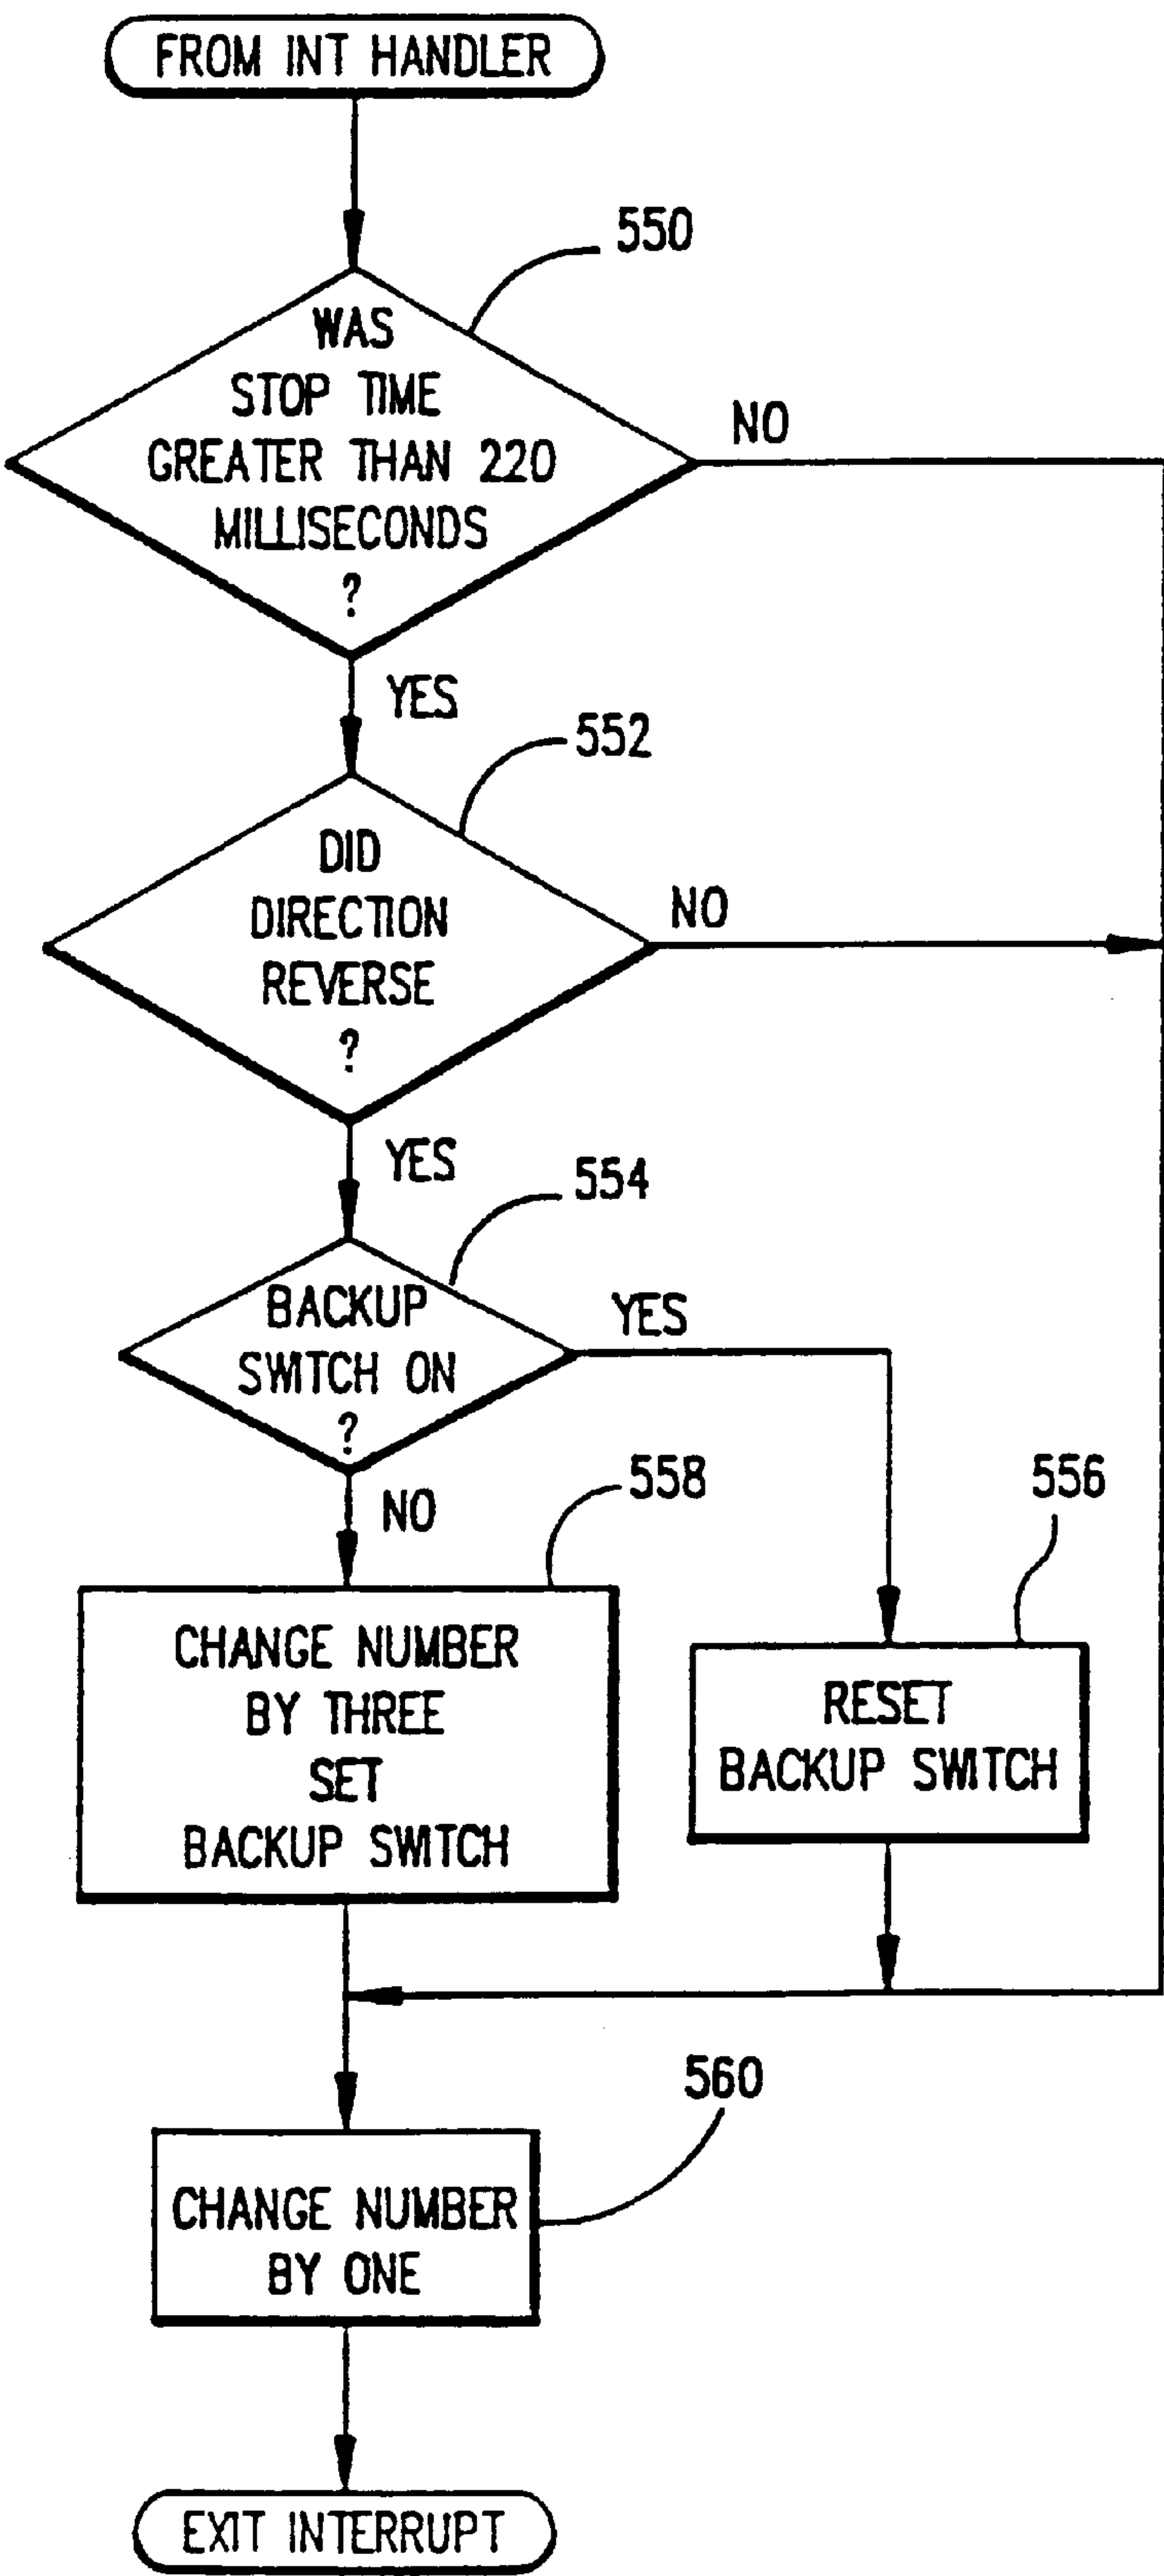 FROM INT HANDLER
550
WAS
STOP TIME
GREATER THAN 220
MILLISECONDS
?
NO
YES
552
DID
DIRECTION
REVERSE
?
NO
YES
554
BACKUP
SWITCH ON
?
YES
NO
558
556
CHANGE NUMBER
BY THREE
SET
BACKUP SWITCH
RESET
BACKUP SWITCH
560
CHANGE NUMBER
BY ONE
EXIT INTERRUPT